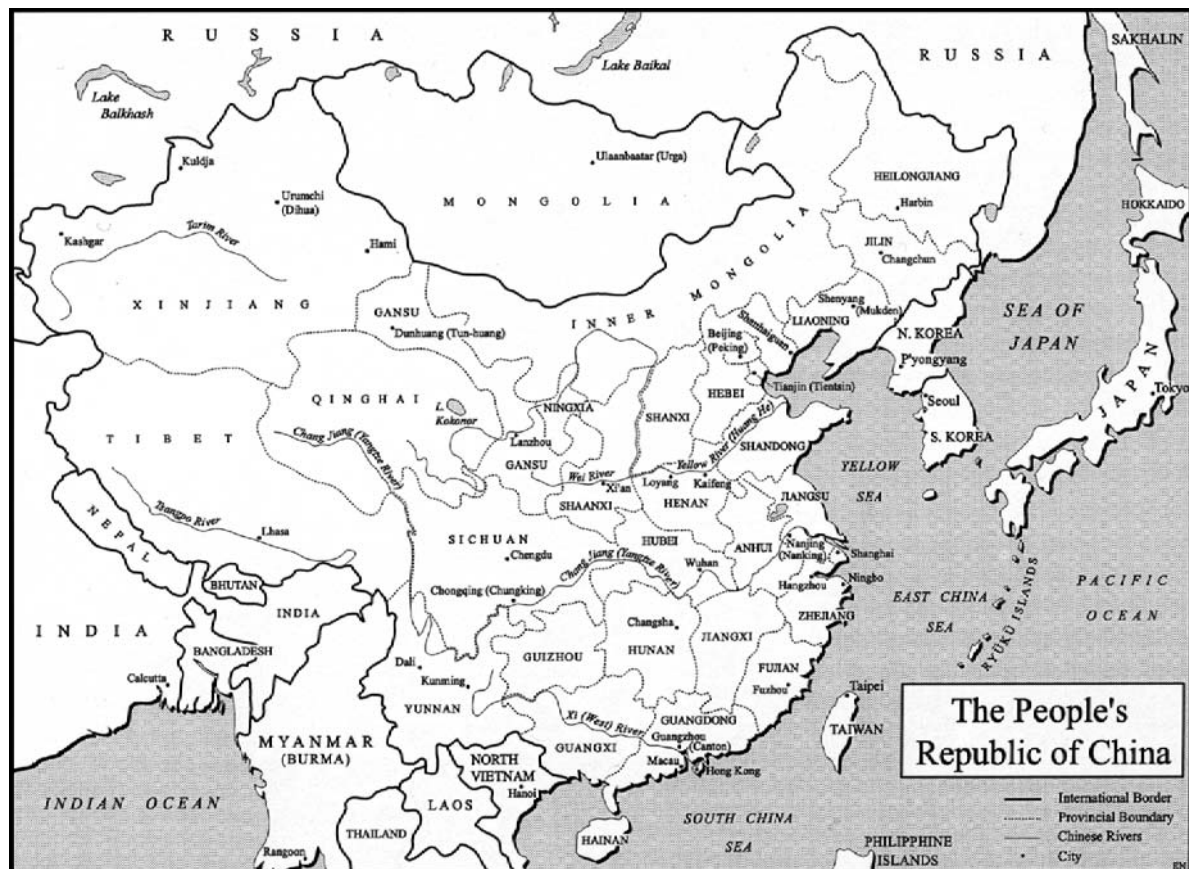 RUSSIA
Lake Balkhash
Lake Baikal
RUSSIA
SAKHALIN
Kuldja
Ulaanbaatar (Urga)
HEILONGJIANG
Urumchi
(Dihua)
MONGOLIA
Harbin
HOKKAIDO
Kashgar
Tarim River
Hami
JILIN
Changchun
XINJIANG
GANSU
Dunhuang (Tun-huang)
INNER MONGOLIA
Shenyang
(Mukden)
LIAONING
Shanhaiguan
SEA OF
JAPAN
Beijing
(Peking)
N. KOREA
P'yongyang
Tianjin (Tientsin)
JAPAN
Tokyo
QINGHAI
L.
Kokonor
NINGXIA
SHANXI
HEBEI
Seoul
S. KOREA
TIBET
Chang Jiang (Yangtze River)
Lanzhou
GANSU
Yellow River (Huang He)
SHANDONG
Wei River
Xi'an
Loyang
Kaifeng
YELLOW
SEA
SHAANXI
HENAN
JIANGSU
NEPAL
Tsangpo River
Lhasa
SICHUAN
Chengdu
HUBEI
Chang Jiang (Yangtze River)
Wuhan
ANHUI
Nanjing
(Nanking)
Shanghai
Hangzhou
Ningbo
BHUTAN
INDIA
Chongqing (Chungking)
ZHEJIANG
EAST CHINA
SEA
RYŪKŪ ISLANDS
PACIFIC
OCEAN
INDIA
BANGLADESH
Calcutta
Changsha
HUNAN
JIANGXI
GUIZHOU
Dali
Kunming
YUNNAN
FUJIAN
Fuzhou
Taipei
TAIWAN
Xi (West) River
GUANGDONG
Guangzhou
(Canton)
GUANGXI
Macau
Hong Kong
MYANMAR
(BURMA)
NORTH
VIETNAM
Hanoi
LAOS
INDIAN OCEAN
THAILAND
Rangoon
HAINAN
SOUTH CHINA
SEA
PHILIPPHINE
ISLANDS
The People's
Republic of China
International Border
Provincial Boundary
Chinese Rivers
City
EN